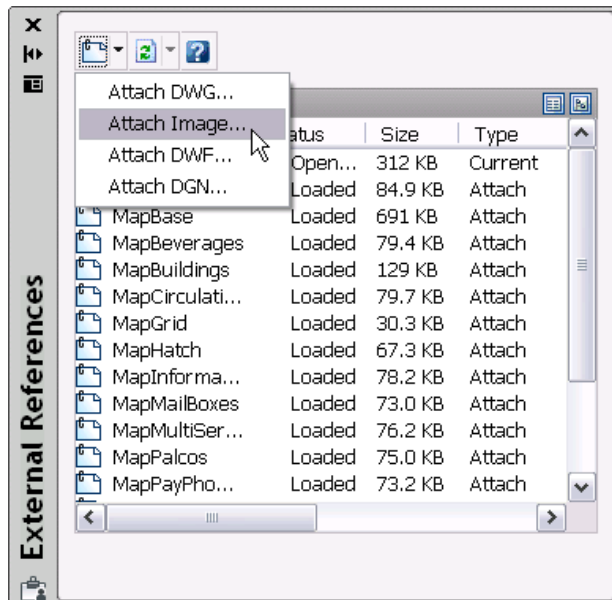 External References
Attach DWG...
Attach Image...
Attach DWF...
Attach DGN...
atus Size Type
Open... 312 KB Current
Loaded 84.9 KB Attach
MapBase Loaded 691 KB Attach
MapBeverages Loaded 79.4 KB Attach
MapBuildings Loaded 129 KB Attach
MapCirculati... Loaded 79.7 KB Attach
MapGrid Loaded 30.3 KB Attach
MapHatch Loaded 67.3 KB Attach
MapInforma... Loaded 78.2 KB Attach
MapMailBoxes Loaded 73.0 KB Attach
MapMultiSer... Loaded 76.2 KB Attach
MapPalcos Loaded 75.0 KB Attach
MapPayPho... Loaded 73.2 KB Attach